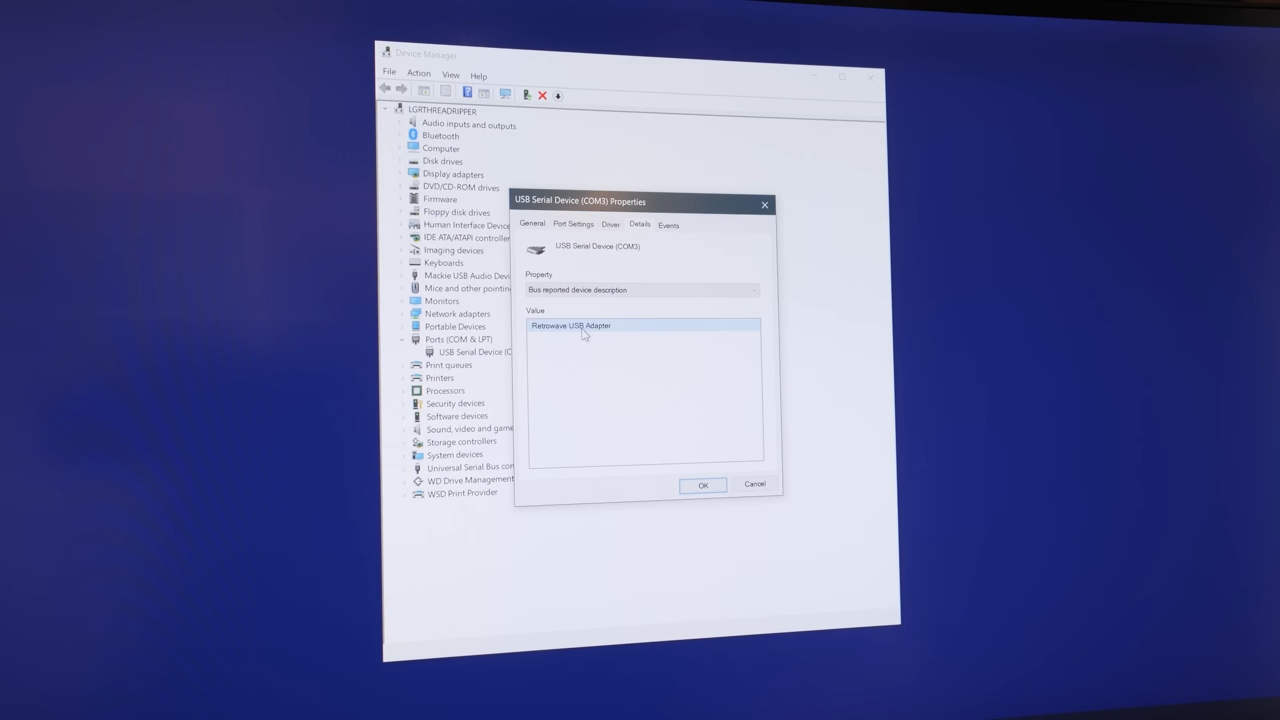 Device Manager
File Action View Help
LGRTHREADRIPPER
Audio inputs and outputs
Bluetooth
Computer
Disk drives
Display adapters
DVD/CD-ROM drives
Firmware
Floppy disk drives
Human Interface Device
IDE ATA/ATAPI controller
Imaging devices
Keyboards
Mackie USB Audio Devi
Mice and other pointin
Monitors
Network adapters
Portable Devices
Ports (COM & LPT)
USB Serial Device (C
Print queues
Printers
Processors
Security devices
Software devices
Sound, video and game
Storage controllers
System devices
Universal Serial Bus con
WD Drive Management
WSD Print Provider
USB Serial Device (COM3) Properties
General Port Settings Driver Details Events
USB Serial Device (COM3)
Property
Bus reported device description
Value
Retrowave USB Adapter
OK Cancel